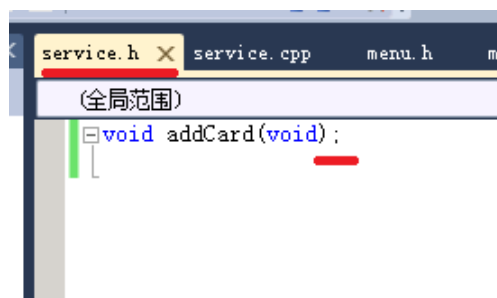 service.h service.cpp menu.h
(全局范围)
void addCard(void);